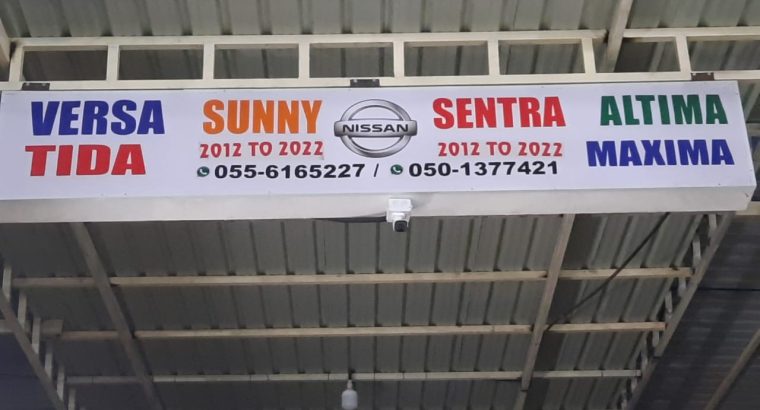 VERSA SUNNY NISSAN SENTRA ALTIMA
TIDA 2012 TO 2022 2012 TO 2022 MAXIMA
055-6165227 / 050-1377421